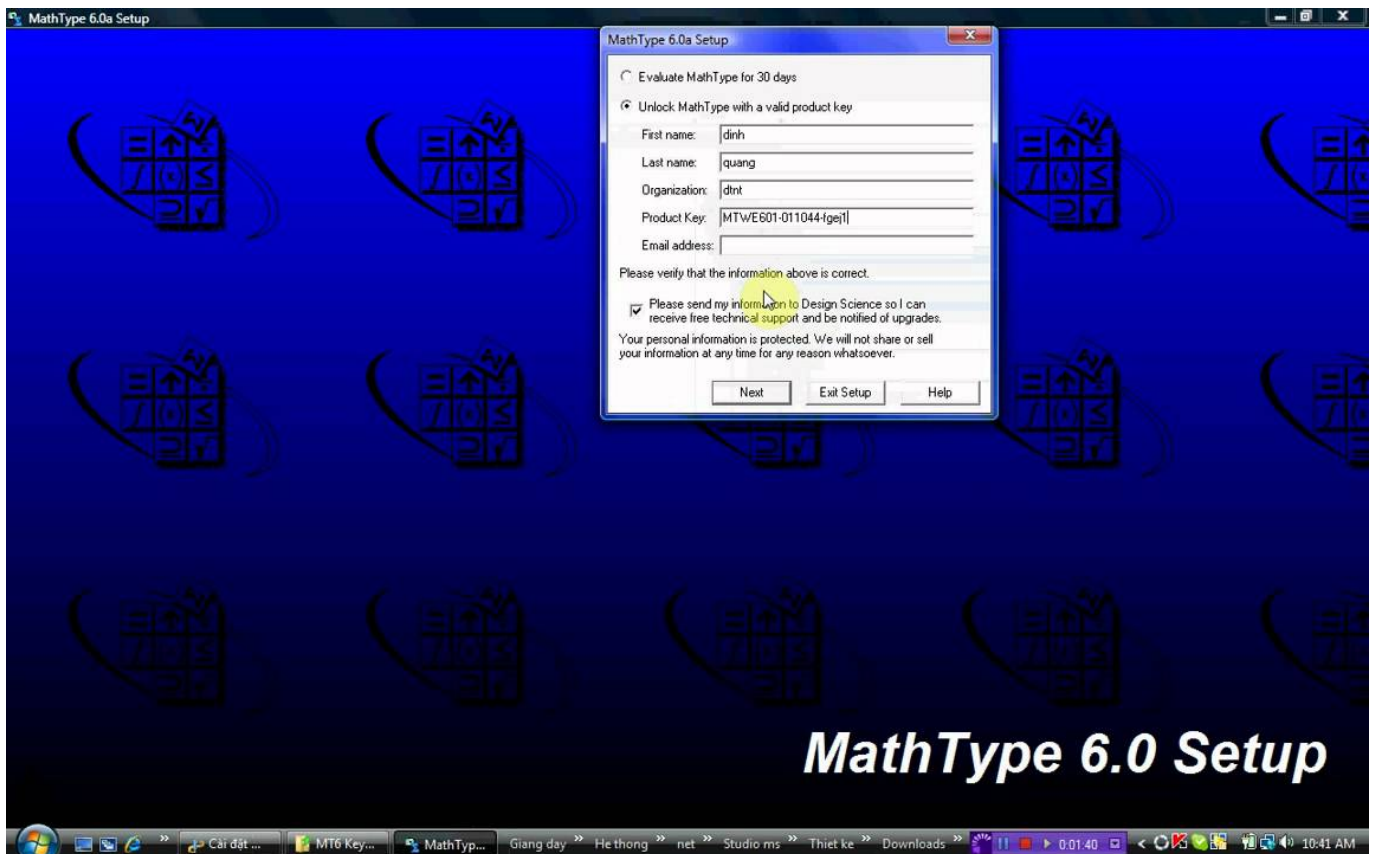 MathType 6.0a Setup
MathType 6.0a Setup
Evaluate MathType for 30 days
Unlock MathType with a valid product key
First name: dinh
Last name: quang
Organization: dtnt
Product Key: MTWE601-011044-fgej1
Email address:
Please verify that the information above is correct.
Please send my information to Design Science so I can
receive free technical support and be notified of upgrades.
Your personal information is protected. We will not share or sell
your information at any time for any reason whatsoever.
Next Exit Setup Help
MathType 6.0 Setup
Cài đặt ... MT6 Key... MathTyp... Giang day He thong net Studio ms Thiet ke Downloads 0:01:40 10:41 AM